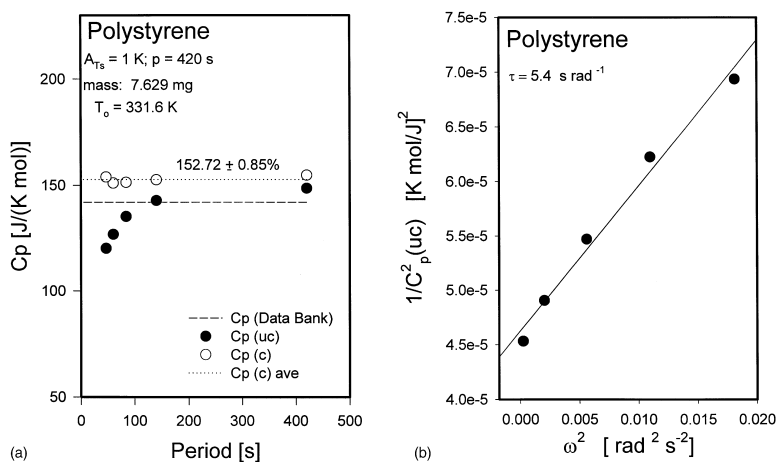 Polystyrene
A_Ts = 1 K; p = 420 s
mass: 7.629 mg
T_o = 331.6 K
152.72 ± 0.85%
Cp (Data Bank)
Cp (uc)
Cp (c)
Cp (c) ave
Cp [J/(K mol)]
200
150
100
50
0 100 200 300 400 500
Period [s]
(a)
Polystyrene
τ = 5.4 s rad⁻¹
1/C²_p(uc) [K mol/J]²
7.5e-5
7.0e-5
6.5e-5
6.0e-5
5.5e-5
5.0e-5
4.5e-5
4.0e-5
0.000 0.005 0.010 0.015 0.020
ω² [ rad ² s⁻²]
(b)